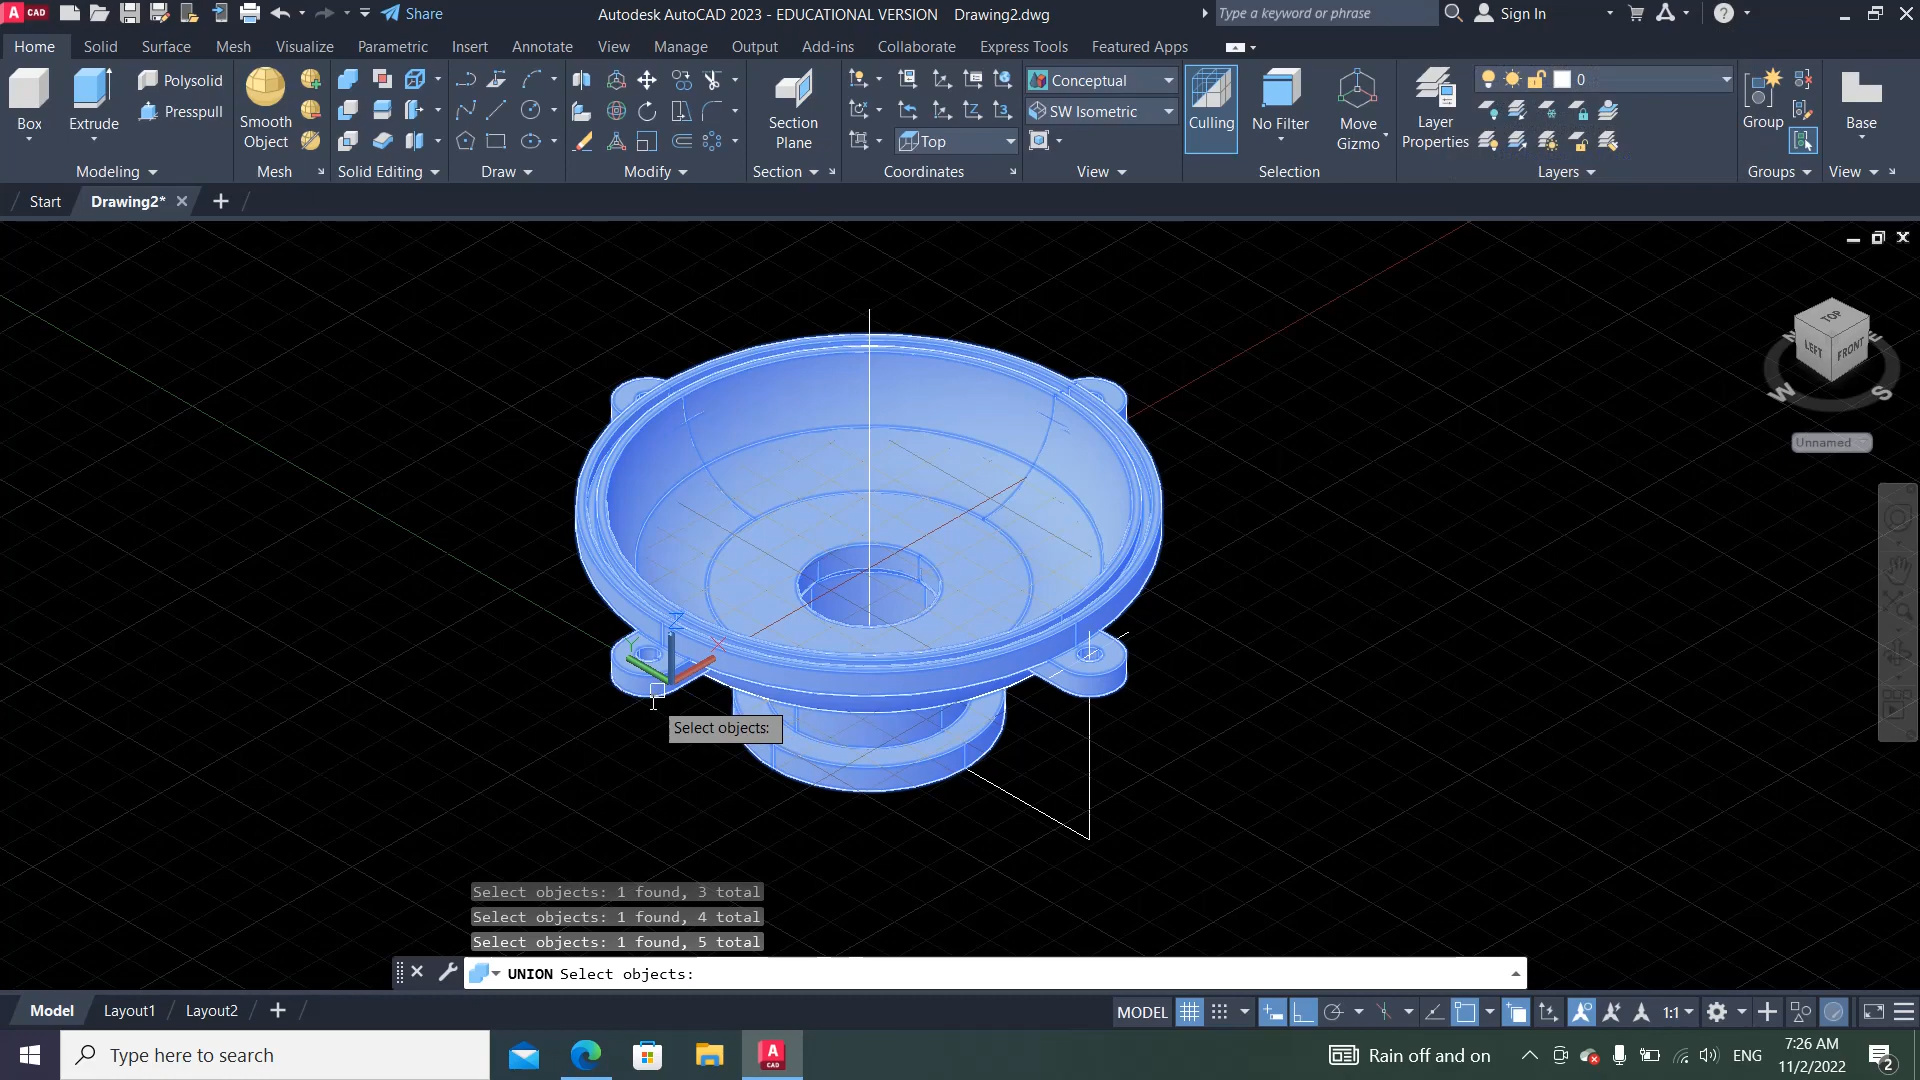 CAD
Share
Autodesk AutoCAD 2023 - EDUCATIONAL VERSION Drawing2.dwg
Type a keyword or phrase
Sign In
Home Solid Surface Mesh Visualize Parametric Insert Annotate View Manage Output Add-ins Collaborate Express Tools Featured Apps
Box
Extrude
Polysolid
Presspull
Smooth
Object
Section
Plane
Top
Conceptual
SW Isometric
Culling
No Filter
Move
Gizmo
Layer
Properties
0
Group
Base
Modeling Mesh Solid Editing Draw Modify Section Coordinates View Selection Layers Groups View
Start Drawing2*
TOP
LEFT
FRONT
W
S
Unnamed
Z
Y
X
Select objects:
Select objects: 1 found, 3 total
Select objects: 1 found, 4 total
Select objects: 1 found, 5 total
UNION Select objects:
Model Layout1 Layout2
MODEL
1:1
Type here to search
A
CAD
Rain off and on
ENG
7:26 AM
11/2/2022
2